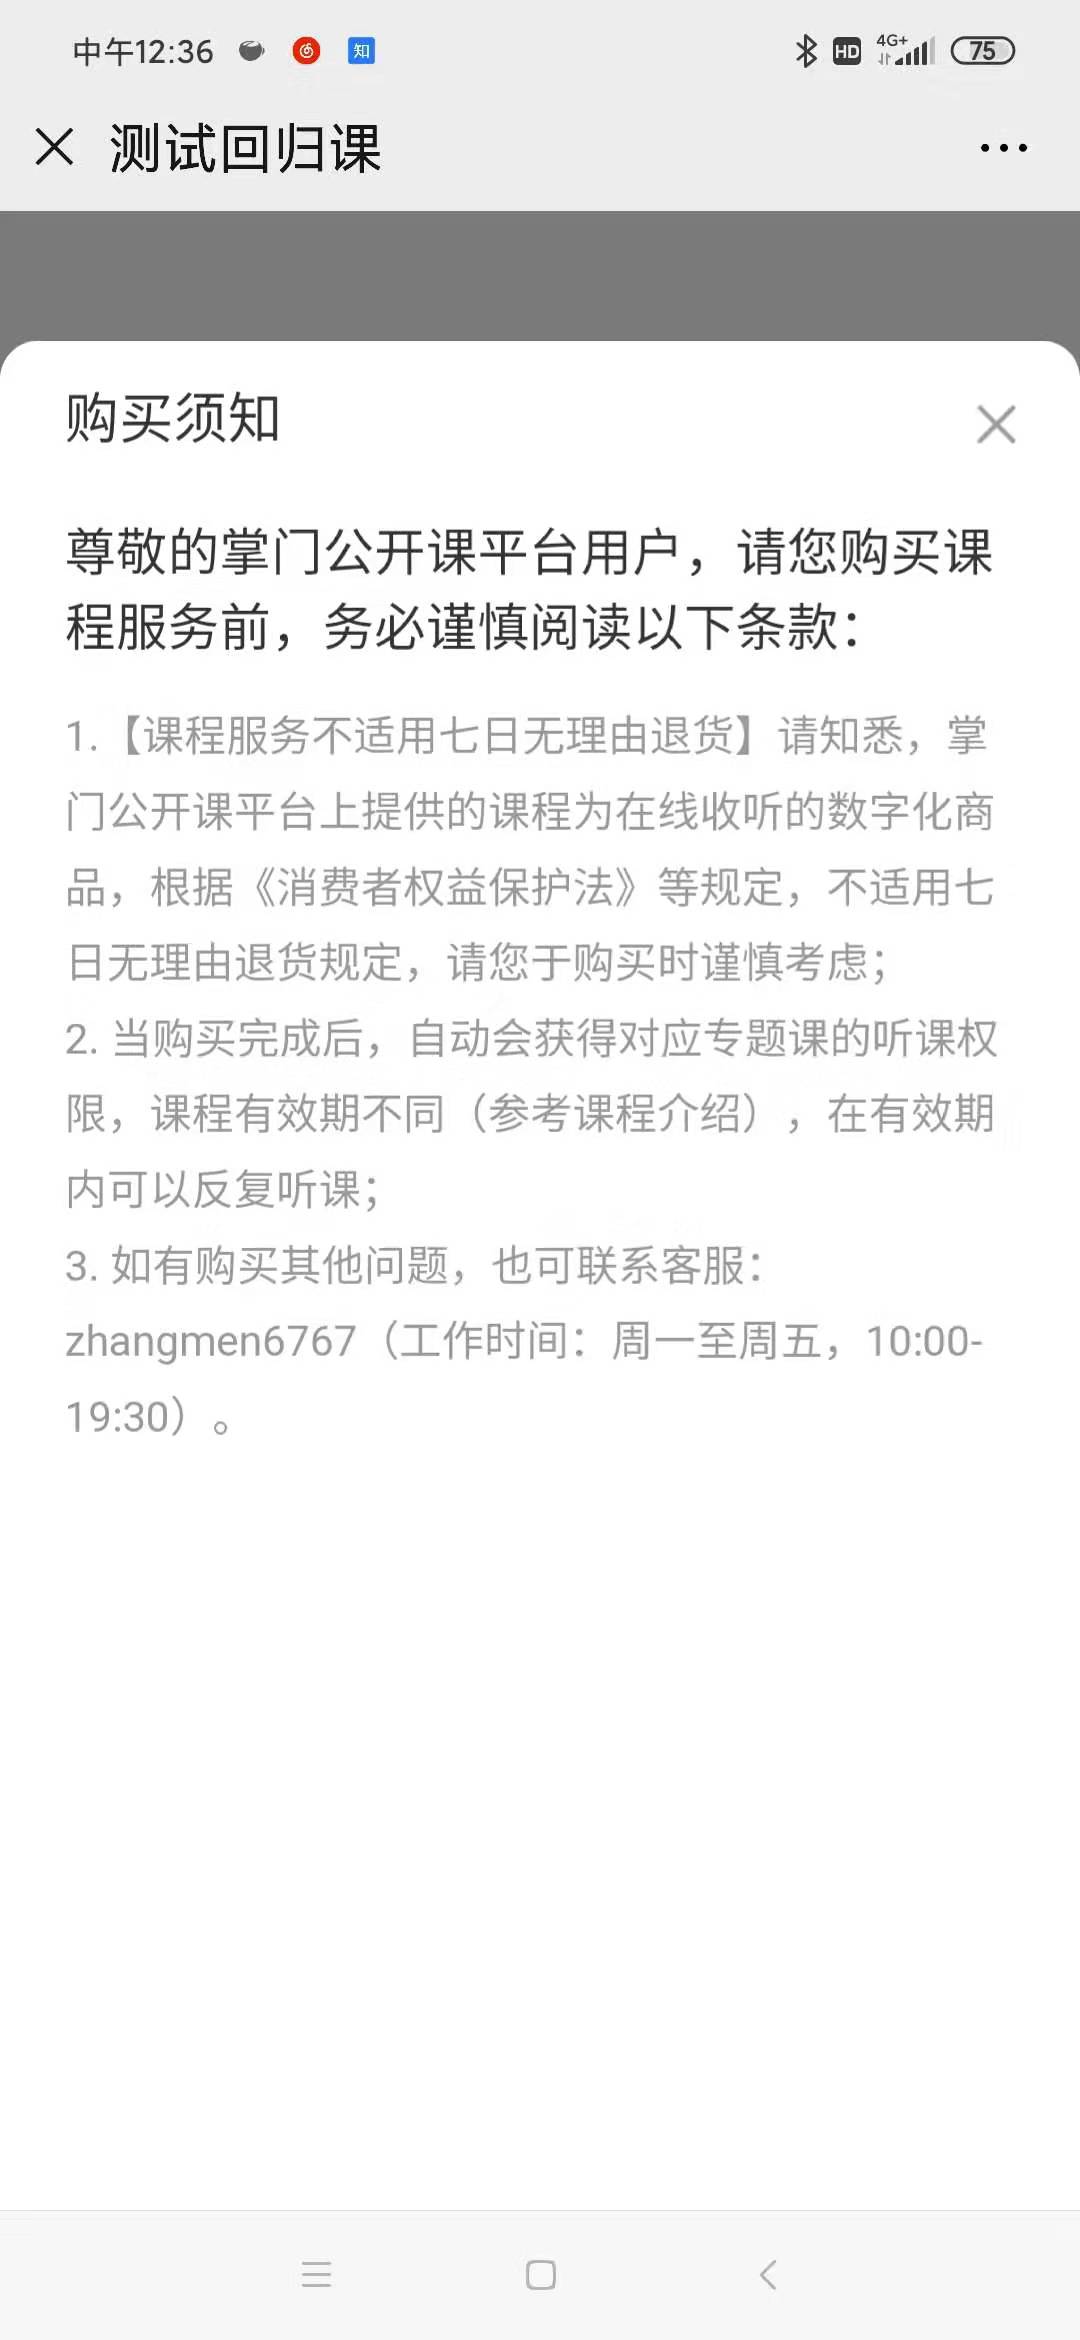 中午12:36
知
HD
4G+
75
测试回归课
购买须知
尊敬的掌门公开课平台用户，请您购买课
程服务前，务必谨慎阅读以下条款：
1.【课程服务不适用七日无理由退货】请知悉，掌
门公开课平台上提供的课程为在线收听的数字化商
品，根据《消费者权益保护法》等规定，不适用七
日无理由退货规定，请您于购买时谨慎考虑；
2. 当购买完成后，自动会获得对应专题课的听课权
限，课程有效期不同（参考课程介绍），在有效期
内可以反复听课；
3. 如有购买其他问题，也可联系客服：
zhangmen6767（工作时间：周一至周五，10:00-
19:30）。